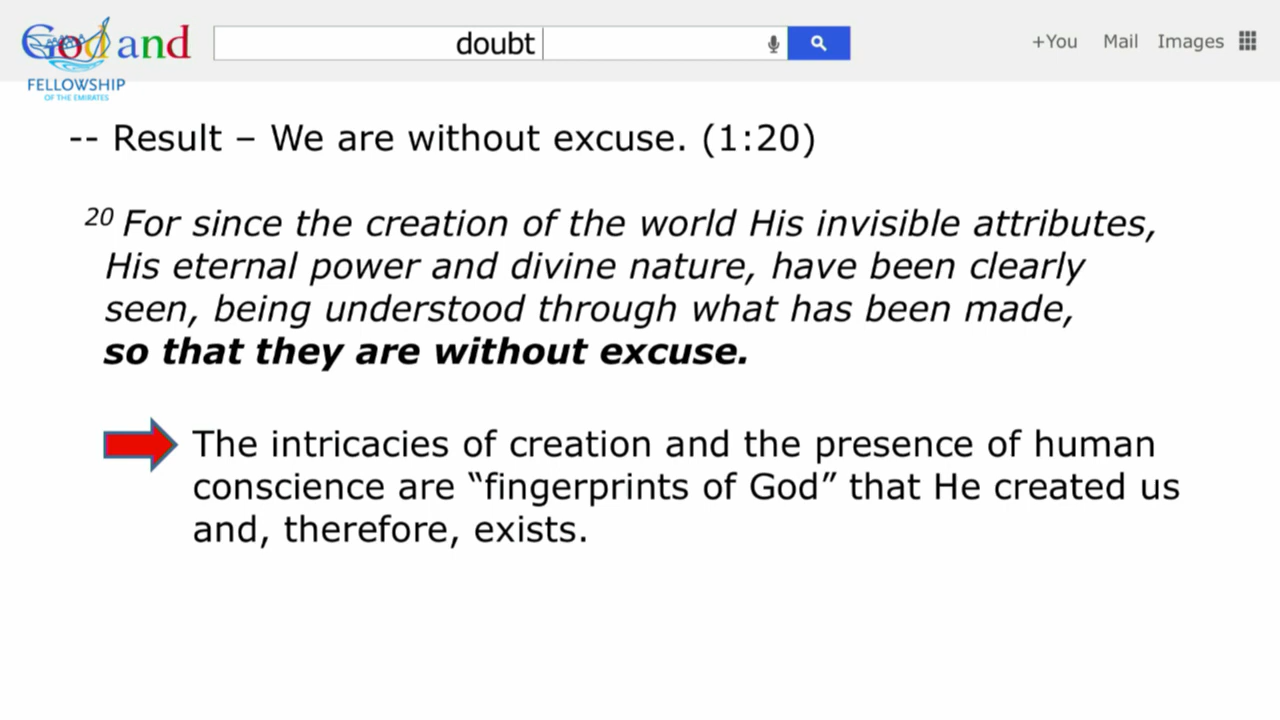 God and
doubt
+You Mail Images
FELLOWSHIP
OF THE EMIRATES
-- Result – We are without excuse. (1:20)
20 For since the creation of the world His invisible attributes,
His eternal power and divine nature, have been clearly
seen, being understood through what has been made,
so that they are without excuse.
The intricacies of creation and the presence of human
conscience are “fingerprints of God” that He created us
and, therefore, exists.